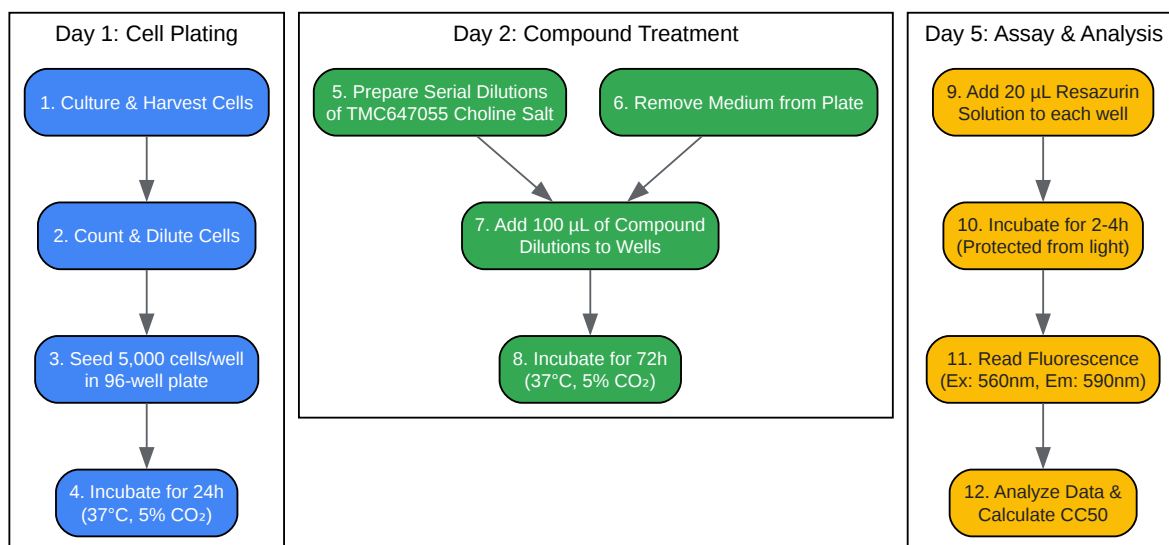 Day 1: Cell Plating
1. Culture & Harvest Cells
2. Count & Dilute Cells
3. Seed 5,000 cells/well
in 96-well plate
4. Incubate for 24h
(37°C, 5% CO₂)
Day 2: Compound Treatment
5. Prepare Serial Dilutions
of TMC647055 Choline Salt
6. Remove Medium from Plate
7. Add 100 µL of Compound
Dilutions to Wells
8. Incubate for 72h
(37°C, 5% CO₂)
Day 5: Assay & Analysis
9. Add 20 µL Resazurin
Solution to each well
10. Incubate for 2-4h
(Protected from light)
11. Read Fluorescence
(Ex: 560nm, Em: 590nm)
12. Analyze Data &
Calculate CC50